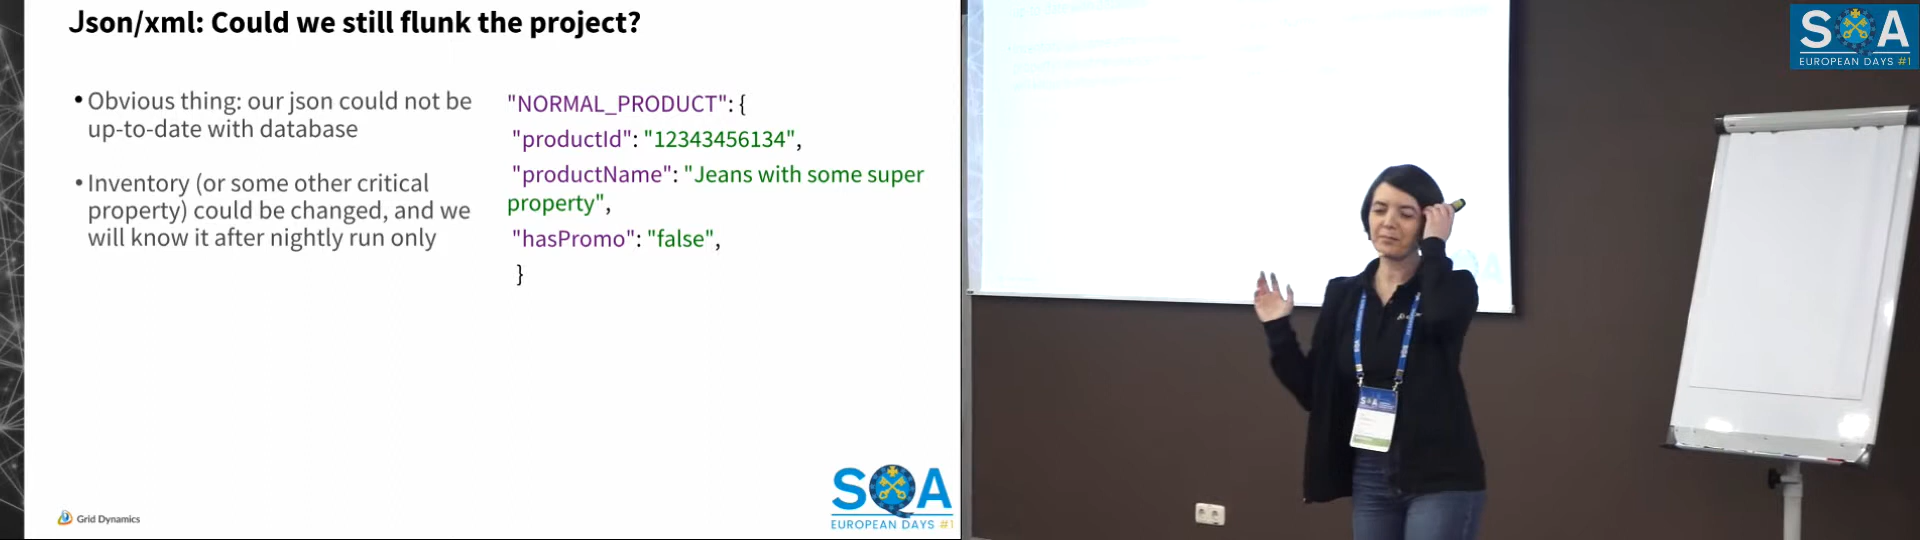 Json/xml: Could we still flunk the project?
• Obvious thing: our json could not be
up-to-date with database
• Inventory (or some other critical
property) could be changed, and we
will know it after nightly run only
"NORMAL_PRODUCT": {
"productId": "12343456134",
"productName": "Jeans with some super
property",
"hasPromo": "false",
}
Grid Dynamics
SQA
EUROPEAN DAYS #1
SQA
EUROPEAN DAYS #1
SQA